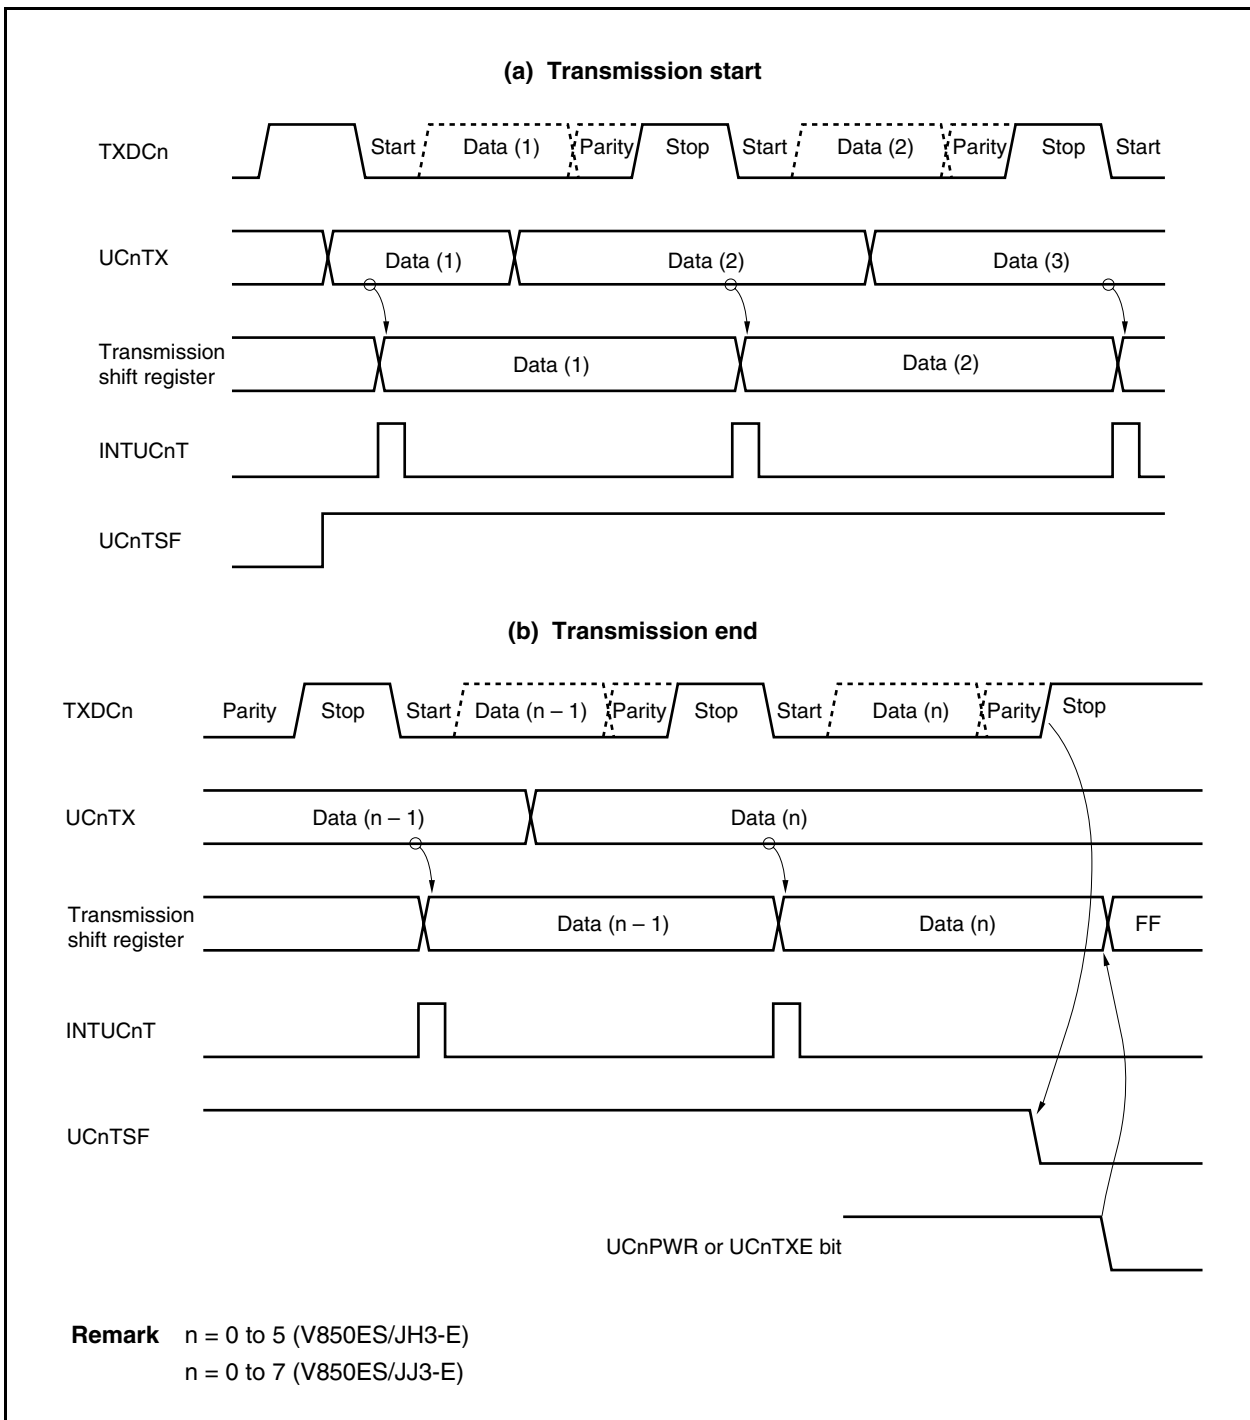 (a) Transmission start
TXDCn
Start Data (1) Parity Stop Start Data (2) Parity Stop Start
UCnTX
Data (1) Data (2) Data (3)
Transmission
shift register
Data (1) Data (2)
INTUCnT
UCnTSF
(b) Transmission end
TXDCn
Parity Stop Start Data (n – 1) Parity Stop Start Data (n) Parity Stop
UCnTX
Data (n – 1) Data (n)
Transmission
shift register
Data (n – 1) Data (n) FF
INTUCnT
UCnTSF
UCnPWR or UCnTXE bit
Remark n = 0 to 5 (V850ES/JH3-E)
n = 0 to 7 (V850ES/JJ3-E)